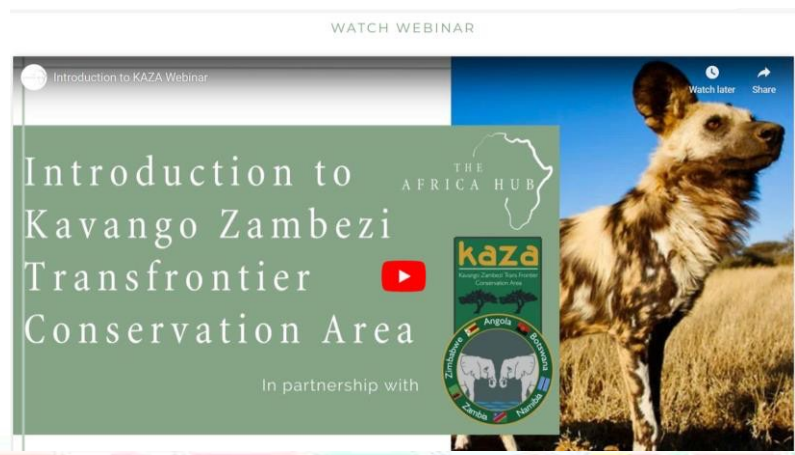 WATCH WEBINAR
Introduction to KAZA Webinar
Watch later
Share
Introduction to
Kavango Zambezi
Transfrontier
Conservation Area
In partnership with
THE
AFRICA HUB
kaza
Kavango Zambezi Trans Frontier
Conservation Area
Angola
Botswana
Namibia
Zambia
Zimbabwe